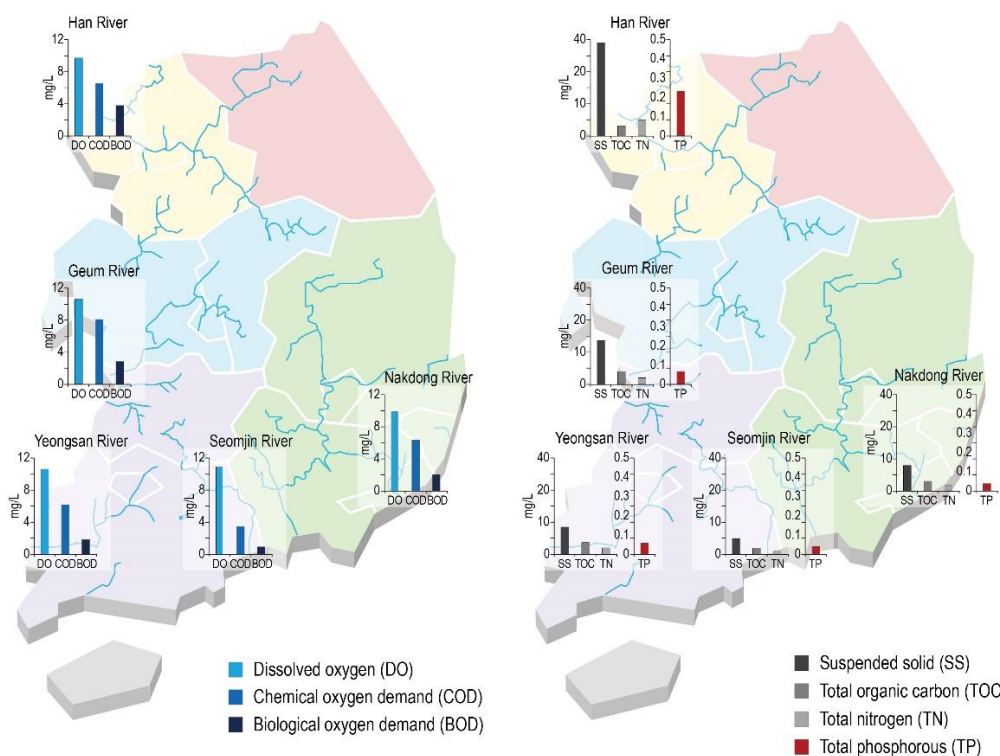 Han River
12
8
4
0
mg/L
DO COD BOD
Geum River
12
8
4
0
mg/L
DO COD BOD
Nakdong River
12
8
4
0
mg/L
DO COD BOD
Yeongsan River
12
8
4
0
mg/L
DO COD BOD
Seomjin River
12
8
4
0
mg/L
DO COD BOD
Dissolved oxygen (DO)
Chemical oxygen demand (COD)
Biological oxygen demand (BOD)
Han River
40
30
20
10
0
mg/L
0.5
0.4
0.3
0.2
0.1
0
SS TOC TN TP
Geum River
40
30
20
10
0
mg/L
0.5
0.4
0.3
0.2
0.1
0
SS TOC TN TP
Nakdong River
40
30
20
10
0
mg/L
0.5
0.4
0.3
0.2
0.1
0
SS TOC TN TP
Yeongsan River
40
30
20
10
0
mg/L
0.5
0.4
0.3
0.2
0.1
0
SS TOC TN TP
Seomjin River
40
30
20
10
0
mg/L
0.5
0.4
0.3
0.2
0.1
0
SS TOC TN TP
Suspended solid (SS)
Total organic carbon (TOC
Total nitrogen (TN)
Total phosphorous (TP)